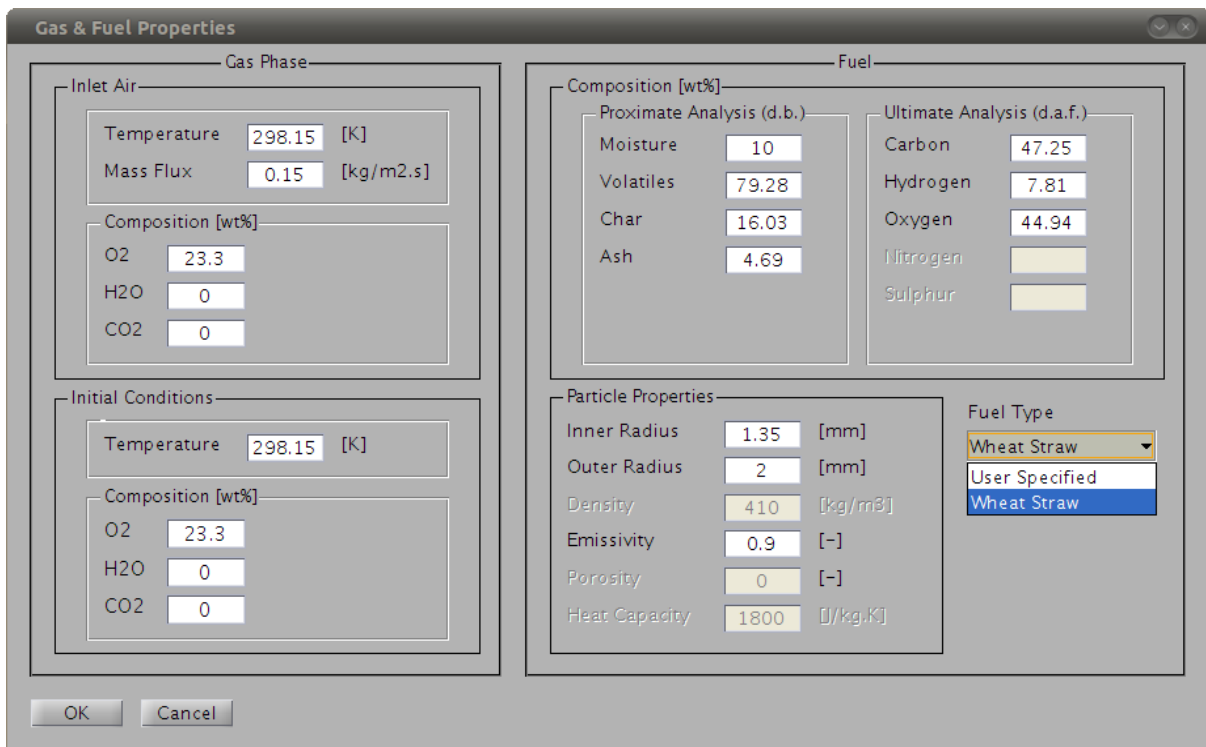 Gas & Fuel Properties
Gas Phase
Inlet Air
Temperature 298.15 [K]
Mass Flux 0.15 [kg/m2.s]
Composition [wt%]
O2 23.3
H2O 0
CO2 0
Initial Conditions
Temperature 298.15 [K]
Composition [wt%]
O2 23.3
H2O 0
CO2 0
Fuel
Composition [wt%]
Proximate Analysis (d.b.)
Moisture 10
Volatiles 79.28
Char 16.03
Ash 4.69
Ultimate Analysis (d.a.f.)
Carbon 47.25
Hydrogen 7.81
Oxygen 44.94
Nitrogen
Sulphur
Particle Properties
Inner Radius 1.35 [mm]
Outer Radius 2 [mm]
Density 410 [kg/m3]
Emissivity 0.9 [-]
Porosity 0 [-]
Heat Capacity 1800 [J/kg.K]
Fuel Type
Wheat Straw
User Specified
Wheat Straw
OK Cancel